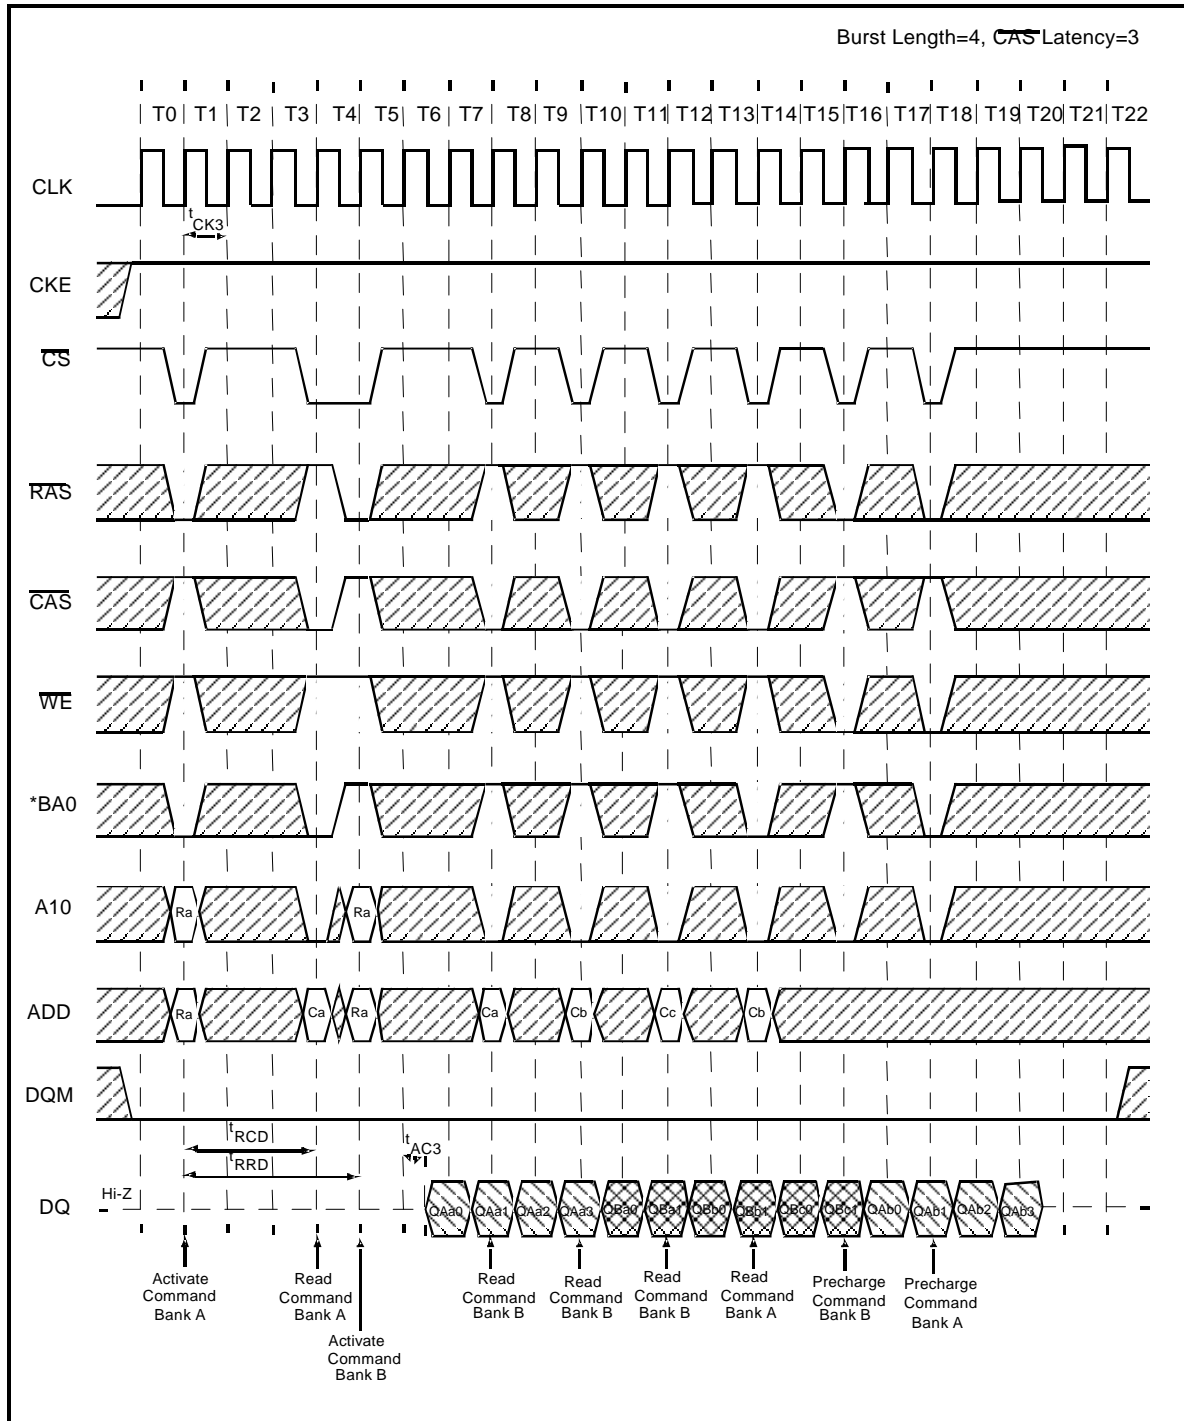 Burst Length=4, CAS Latency=3
T0 T1 T2 T3 T4 T5 T6 T7 T8 T9 T10 T11 T12 T13 T14 T15 T16 T17 T18 T19 T20 T21 T22
CLK
tCK3
CKE
CS
RAS
CAS
WE
*BA0
A10
Ra Ra
ADD
Ra Ca Ra Ca Cb Cc Cb
DQM
tRCD
tAC3
tRRD
Hi-Z
DQ
QAa0 QAa1 QAa2 QAa3 QBa0 QBa1 QBb0 QBb1 QBc0 QBc1 QAb0 QAb1 QAb2 QAb3
Activate
Command
Bank A
Read
Command
Bank A
Activate
Command
Bank B
Read
Command
Bank B
Read
Command
Bank B
Read
Command
Bank B
Read
Command
Bank A
Precharge
Command
Bank B
Precharge
Command
Bank A